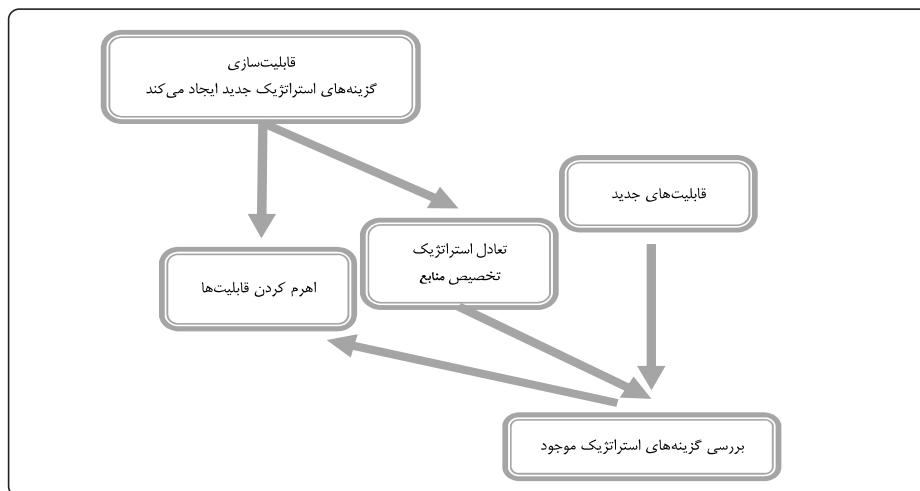 قابلیت‌سازی
گزینه‌های استراتژیک جدید ایجاد می‌کند
قابلیت‌های جدید
تعادل استراتژیک
تخصیص منابع
اهرم کردن قابلیت‌ها
بررسی گزینه‌های استراتژیک موجود